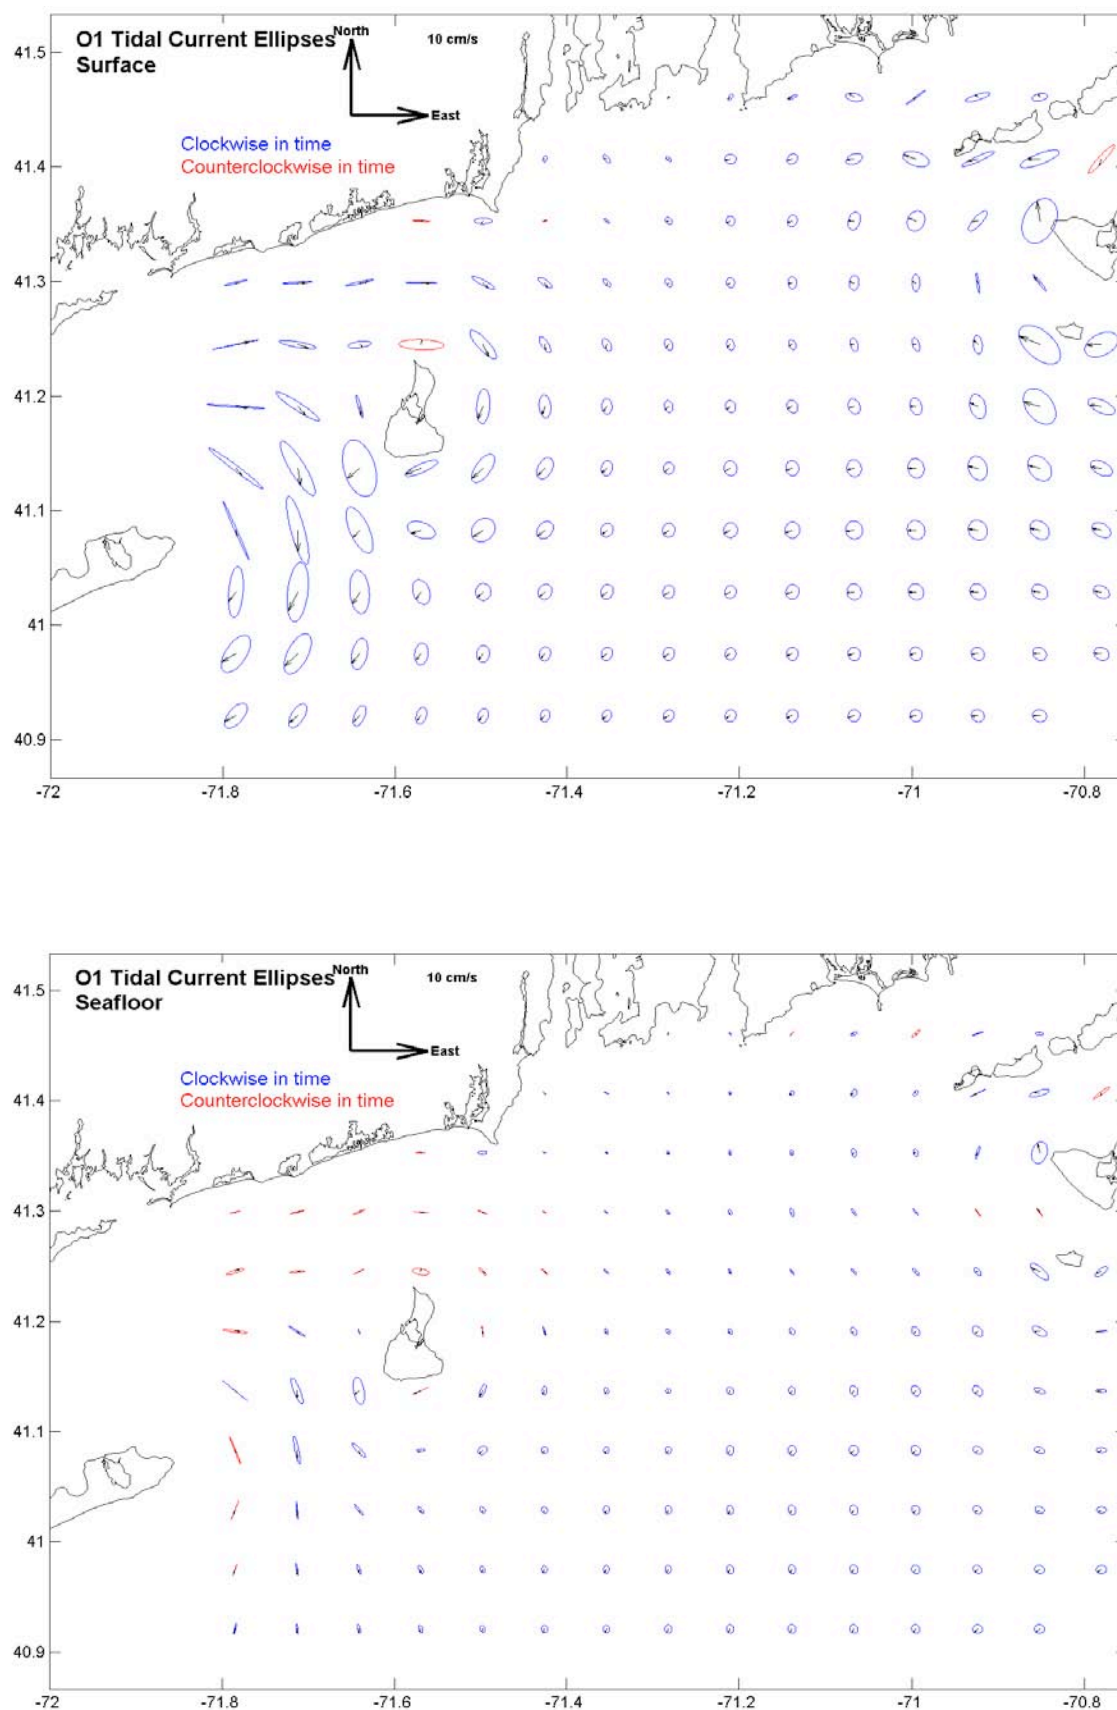 O1 Tidal Current Ellipses
Surface
North
10 cm/s
East
Clockwise in time
Counterclockwise in time
41.5
41.4
41.3
41.2
41.1
41
40.9
-72
-71.8
-71.6
-71.4
-71.2
-71
-70.8
O1 Tidal Current Ellipses
Seafloor
North
10 cm/s
East
Clockwise in time
Counterclockwise in time
41.5
41.4
41.3
41.2
41.1
41
40.9
-72
-71.8
-71.6
-71.4
-71.2
-71
-70.8